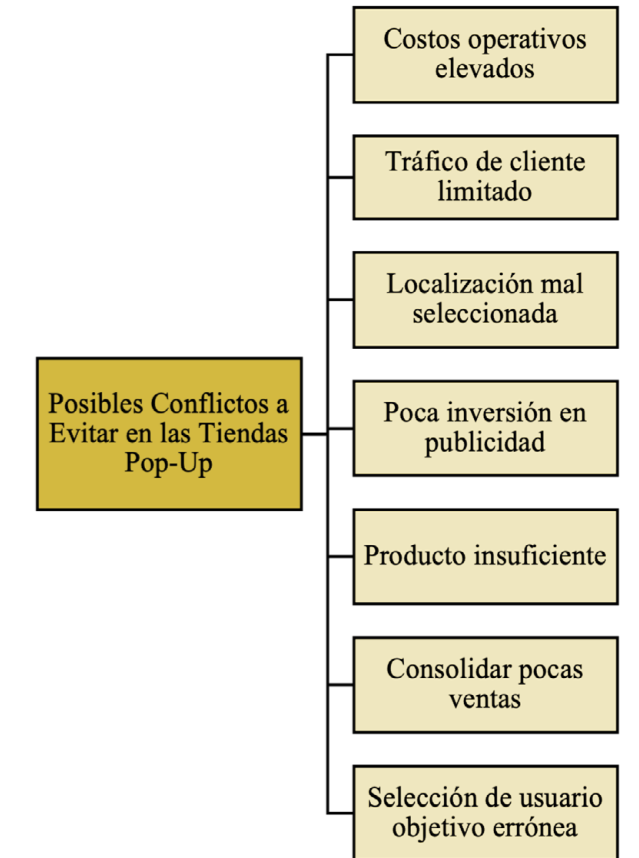 Costos operativos
elevados
Tráfico de cliente
limitado
Localización mal
seleccionada
Posibles Conflictos a
Evitar en las Tiendas
Pop-Up
Poca inversión en
publicidad
Producto insuficiente
Consolidar pocas
ventas
Selección de usuario
objetivo errónea